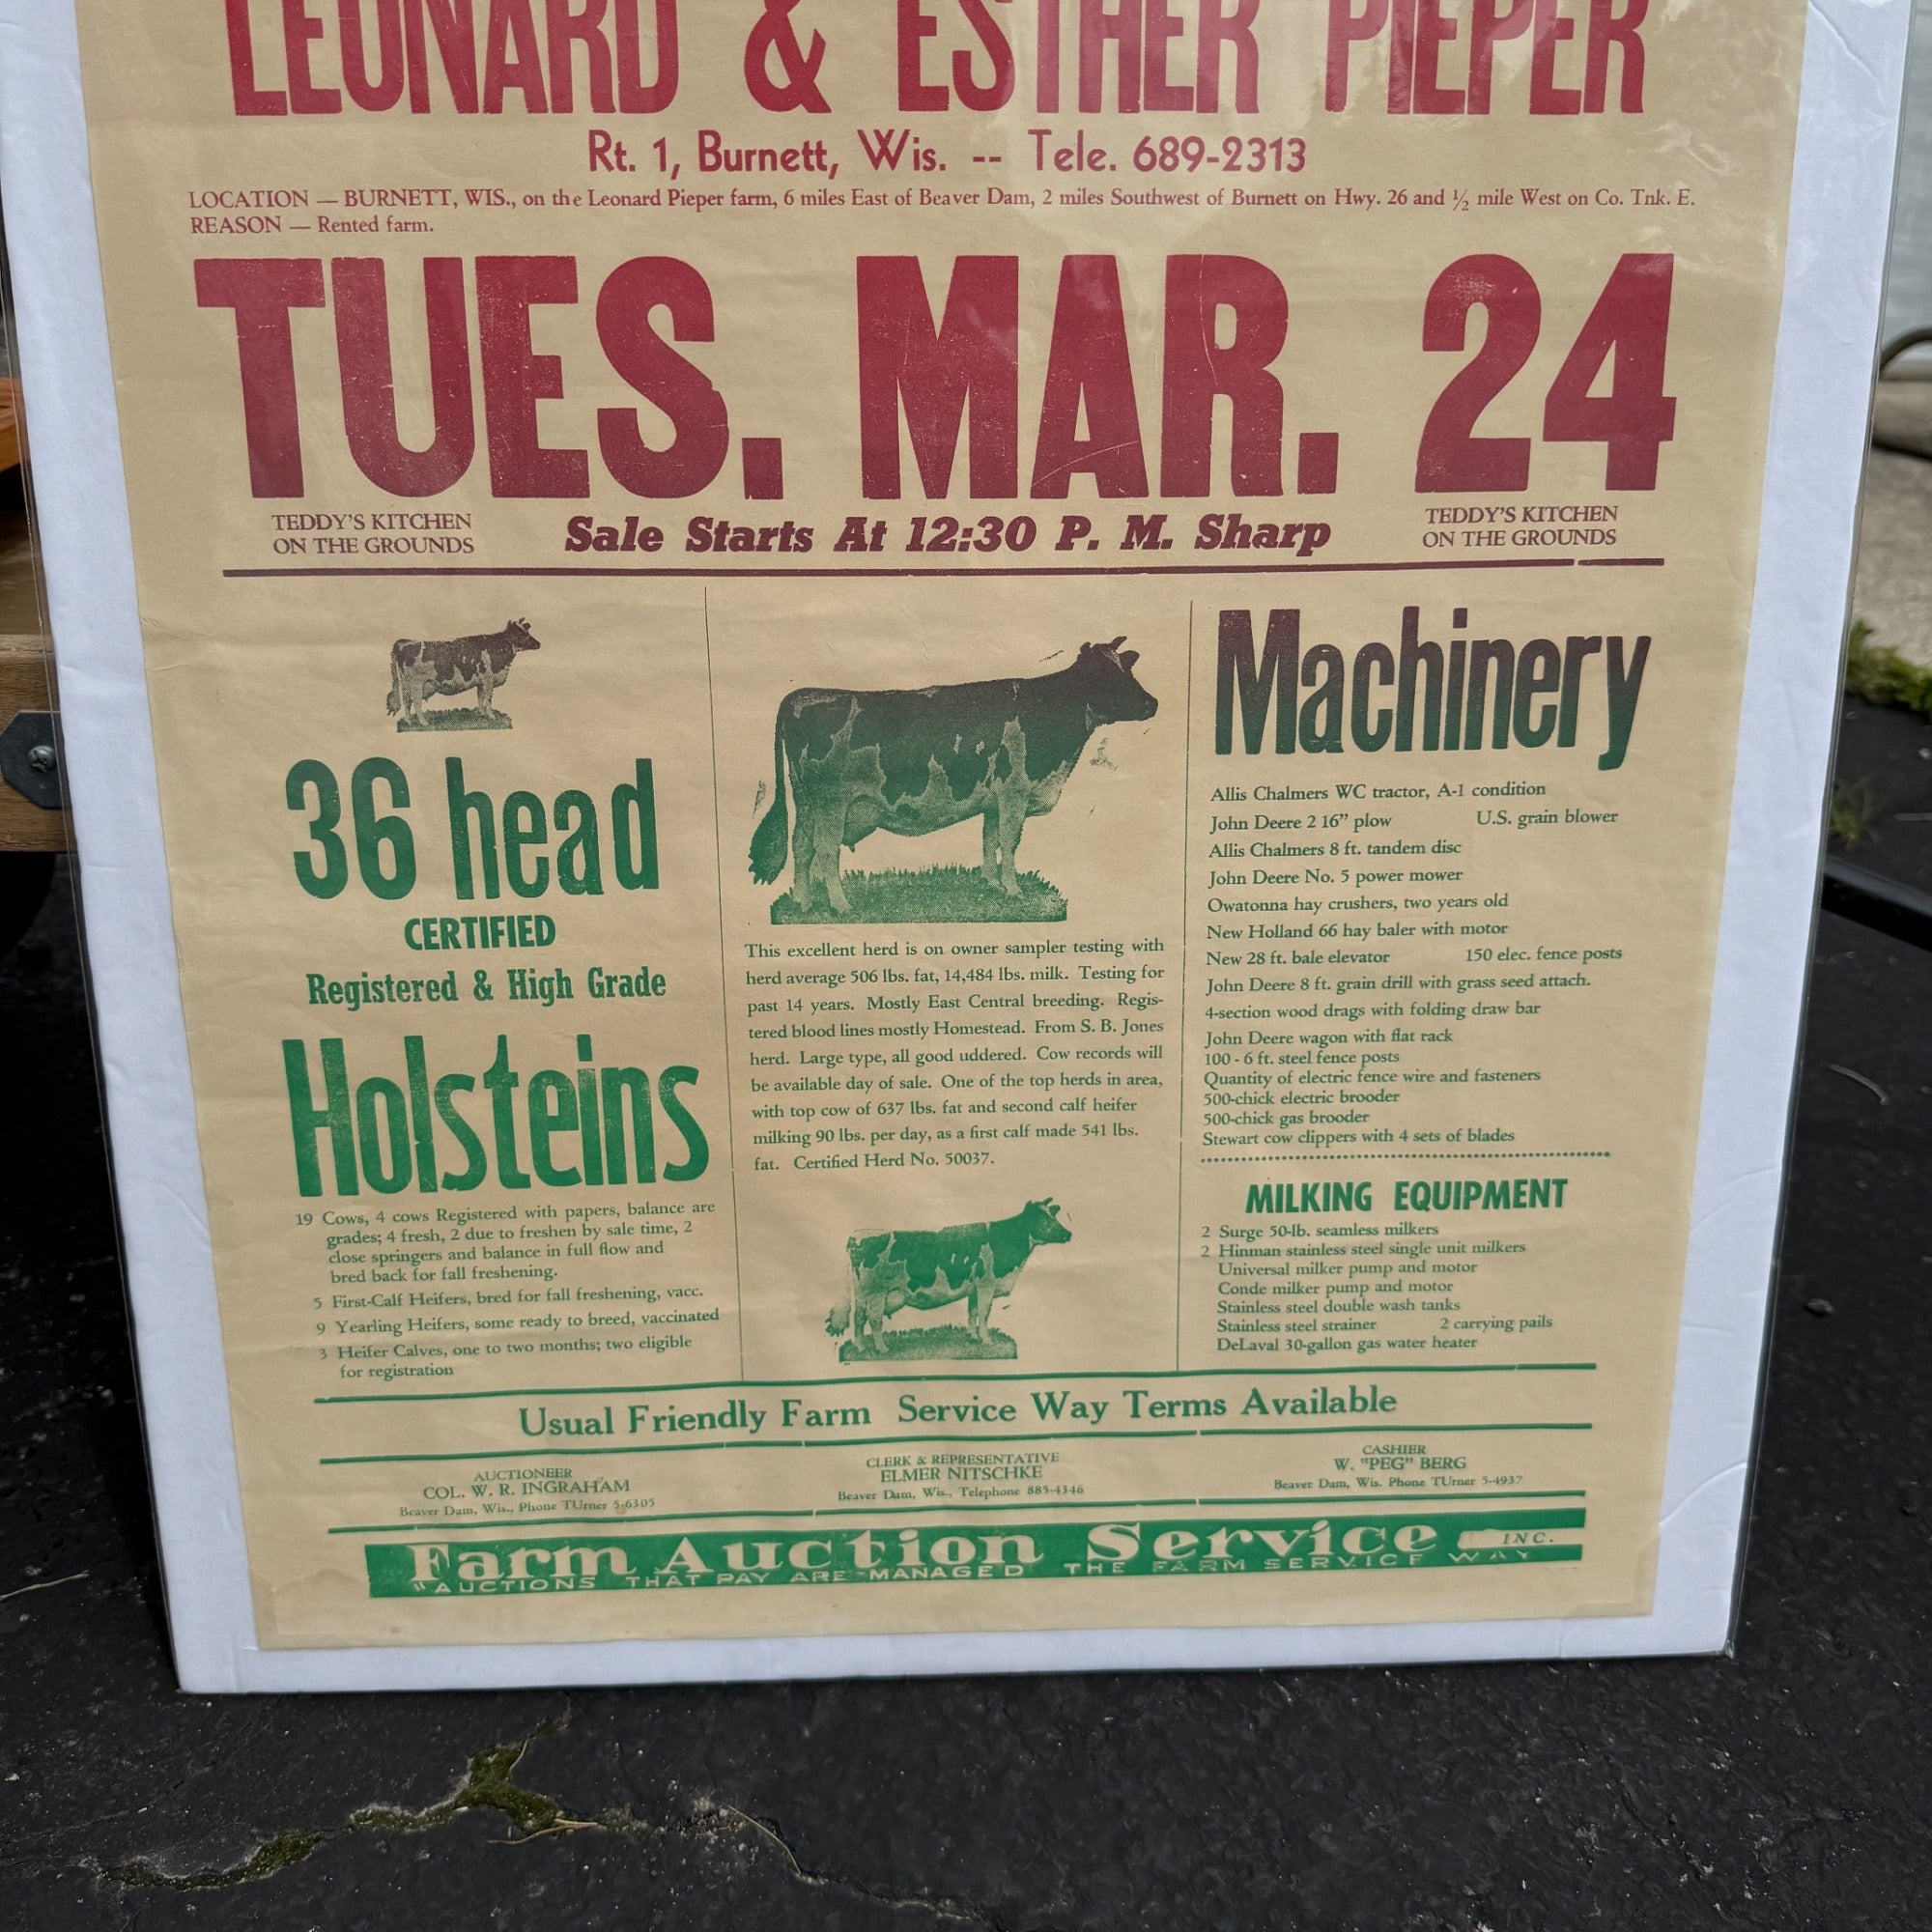 LEONARD & ESTHER PIEPER
Rt. 1, Burnett, Wis. -- Tele. 689-2313
LOCATION — BURNETT, WIS., on the Leonard Pieper farm, 6 miles East of Beaver Dam, 2 miles Southwest of Burnett on Hwy. 26 and ½ mile West on Co. Tnk. E.
REASON — Rented farm.
TUES. MAR. 24
TEDDY'S KITCHEN
ON THE GROUNDS
Sale Starts At 12:30 P. M. Sharp
TEDDY'S KITCHEN
ON THE GROUNDS
36 head
CERTIFIED
Registered & High Grade
Holsteins
19 Cows, 4 cows Registered with papers, balance are
grades; 4 fresh, 2 due to freshen by sale time, 2
close springers and balance in full flow and
bred back for fall freshening.
5 First-Calf Heifers, bred for fall freshening, vacc.
9 Yearling Heifers, some ready to breed, vaccinated
3 Heifer Calves, one to two months; two eligible
for registration
This excellent herd is on owner sampler testing with
herd average 506 lbs. fat, 14,484 lbs. milk. Testing for
past 14 years. Mostly East Central breeding. Regis-
tered blood lines mostly Homestead. From S. B. Jones
herd. Large type, all good uddered. Cow records will
be available day of sale. One of the top herds in area,
with top cow of 637 lbs. fat and second calf heifer
milking 90 lbs. per day, as a first calf made 541 lbs.
fat. Certified Herd No. 50037.
Machinery
Allis Chalmers WC tractor, A-1 condition
John Deere 2 16" plow U.S. grain blower
Allis Chalmers 8 ft. tandem disc
John Deere No. 5 power mower
Owatonna hay crushers, two years old
New Holland 66 hay baler with motor
New 28 ft. bale elevator 150 elec. fence posts
John Deere 8 ft. grain drill with grass seed attach.
4-section wood drags with folding draw bar
John Deere wagon with flat rack
100 - 6 ft. steel fence posts
Quantity of electric fence wire and fasteners
500-chick electric brooder
500-chick gas brooder
Stewart cow clippers with 4 sets of blades
MILKING EQUIPMENT
2 Surge 50-lb. seamless milkers
2 Hinman stainless steel single unit milkers
Universal milker pump and motor
Conde milker pump and motor
Stainless steel double wash tanks
Stainless steel strainer 2 carrying pails
DeLaval 30-gallon gas water heater
Usual Friendly Farm Service Way Terms Available
AUCTIONEER
COL. W. R. INGRAHAM
Beaver Dam, Wis., Phone TUrner 5-6305
CLERK & REPRESENTATIVE
ELMER NITSCHKE
Beaver Dam, Wis., Telephone 885-4346
CASHIER
W. "PEG" BERG
Beaver Dam, Wis. Phone TUrner 5-4937
Farm Auction Service INC.
"AUCTIONS THAT PAY ARE MANAGED THE FARM SERVICE WAY